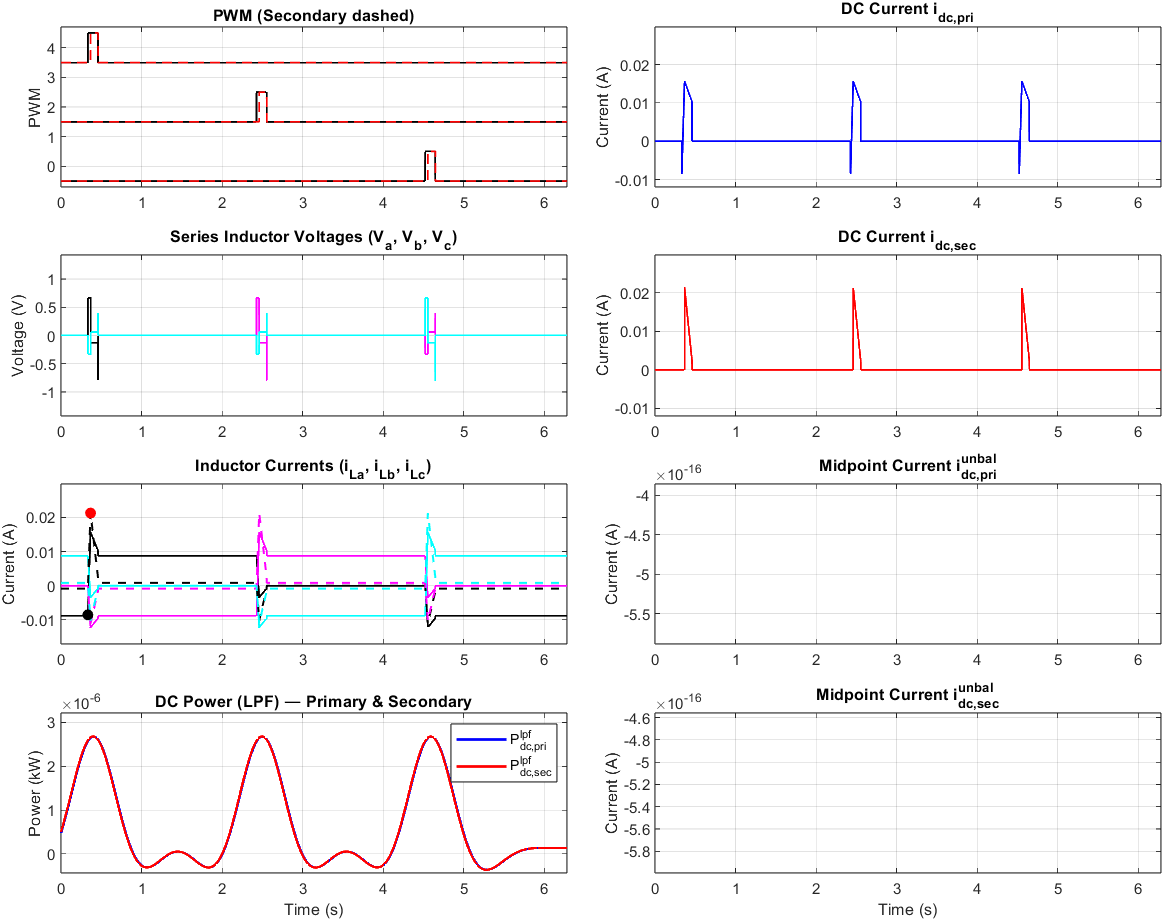 PWM (Secondary dashed)
PWM
4
3
2
1
0
0 1 2 3 4 5 6
DC Current i_dc,pri
Current (A)
0.02
0.01
0
-0.01
0 1 2 3 4 5 6
Series Inductor Voltages (V_a, V_b, V_c)
Voltage (V)
1
0.5
0
-0.5
-1
0 1 2 3 4 5 6
DC Current i_dc,sec
Current (A)
0.02
0.01
0
-0.01
0 1 2 3 4 5 6
Inductor Currents (i_La, i_Lb, i_Lc)
Current (A)
0.02
0.01
0
-0.01
0 1 2 3 4 5 6
Midpoint Current i^unbal_dc,pri
×10^-16
Current (A)
-4
-4.5
-5
-5.5
0 1 2 3 4 5 6
DC Power (LPF) — Primary & Secondary
×10^-6
Power (kW)
3
2
1
0
P^lpf_dc,pri
P^lpf_dc,sec
0 1 2 3 4 5 6
Time (s)
Midpoint Current i^unbal_dc,sec
×10^-16
Current (A)
-4.6
-4.8
-5
-5.2
-5.4
-5.6
-5.8
0 1 2 3 4 5 6
Time (s)